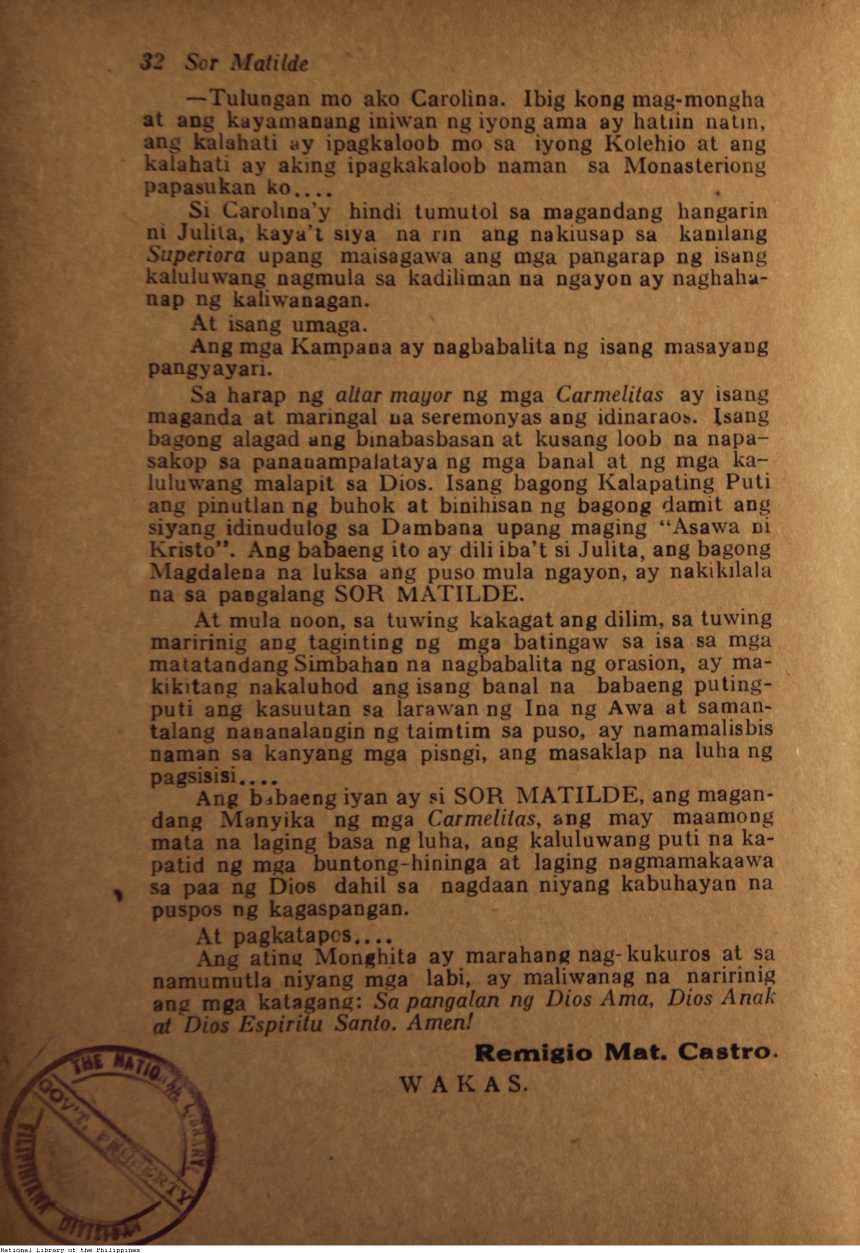 32 Sor Matilde
—Tulungan mo ako Carolina. Ibig kong mag-mongha
at ang kayamanang iniwan ng iyong ama ay hatiin natin,
ang kalahati ay ipagkaloob mo sa iyong Kolehio at ang
kalahati ay aking ipagkakaloob naman sa Monasteriong
papasukan ko....
Si Carolina'y hindi tumutol sa magandang hangarin
ni Julita, kaya't siya na rin ang nakiusap sa kanilang
Superiora upang maisagawa ang mga pangarap ng isang
kaluluwang nagmula sa kadiliman na ngayon ay naghaha-
nap ng kaliwanagan.
At isang umaga.
Ang mga Kampana ay nagbabalita ng isang masayang
pangyayari.
Sa harap ng altar mayor ng mga Carmelitas ay isang
maganda at maringal na seremonyas ang idinaraos. Isang
bagong alagad ang binabasbasan at kusang loob na napa-
sakop sa pananampalataya ng mga banal at ng mga ka-
luluwang malapit sa Dios. Isang bagong Kalapating Puti
ang pinutlan ng buhok at binihisan ng bagong damit ang
siyang idinudulog sa Dambana upang maging "Asawa ni
Kristo". Ang babaeng ito ay dili iba't si Julita, ang bagong
Magdalena na luksa ang puso mula ngayon, ay nakikilala
na sa pangalang SOR MATILDE.
At mula noon, sa tuwing kakagat ang dilim, sa tuwing
maririnig ang taginting ng mga batingaw sa isa sa mga
matatandang Simbahan na nagbabalita ng orasion, ay ma-
kikitang nakaluhod ang isang banal na babaeng puting-
puti ang kasuutan sa larawan ng Ina ng Awa at saman-
talang nananalangin ng taimtim sa puso, ay namamalisbis
naman sa kanyang mga pisngi, ang masaklap na luha ng
pagsisisi....
Ang babaeng iyan ay si SOR MATILDE, ang magan-
dang Manyika ng mga Carmelitas, ang may maamong
mata na laging basa ng luha, ang kaluluwang puti na ka-
patid ng mga buntong-hininga at laging nagmamakaawa
sa paa ng Dios dahil sa nagdaan niyang kabuhayan na
puspos ng kagaspangan.
At pagkatapos....
Ang ating Monghita ay marahang nag-kukuros at sa
namumutla niyang mga labi, ay maliwanag na naririnig
ang mga katagang: Sa pangalan ng Dios Ama, Dios Anak
at Dios Espiritu Santo. Amen!
Remigio Mat. Castro.
WAKAS.
THE NATIONAL LIBRARY
GOV'T. PROPERTY
FILIPINIANA DIVISION
National Library of the Philippines